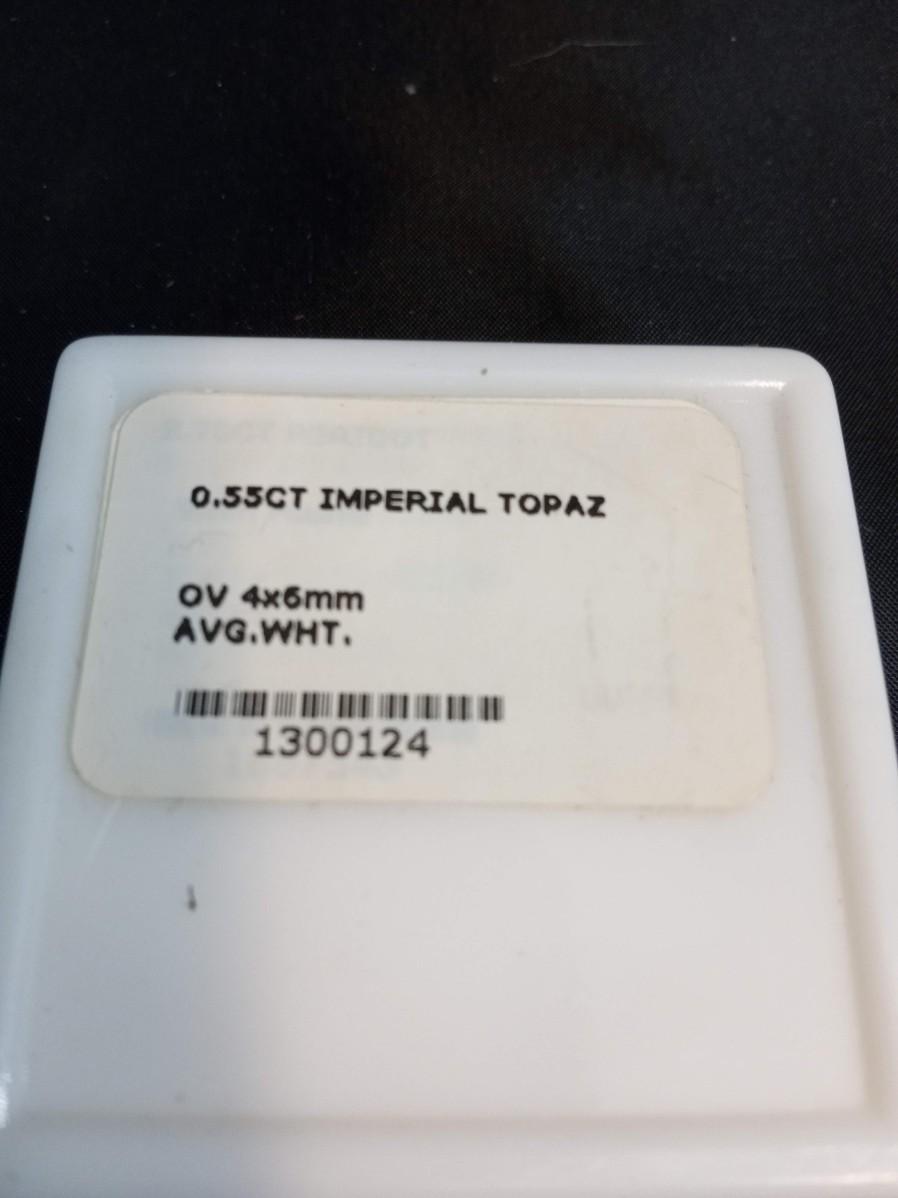 0.55CT IMPERIAL TOPAZ
OV 4x6mm
AVG.WHT.
1300124